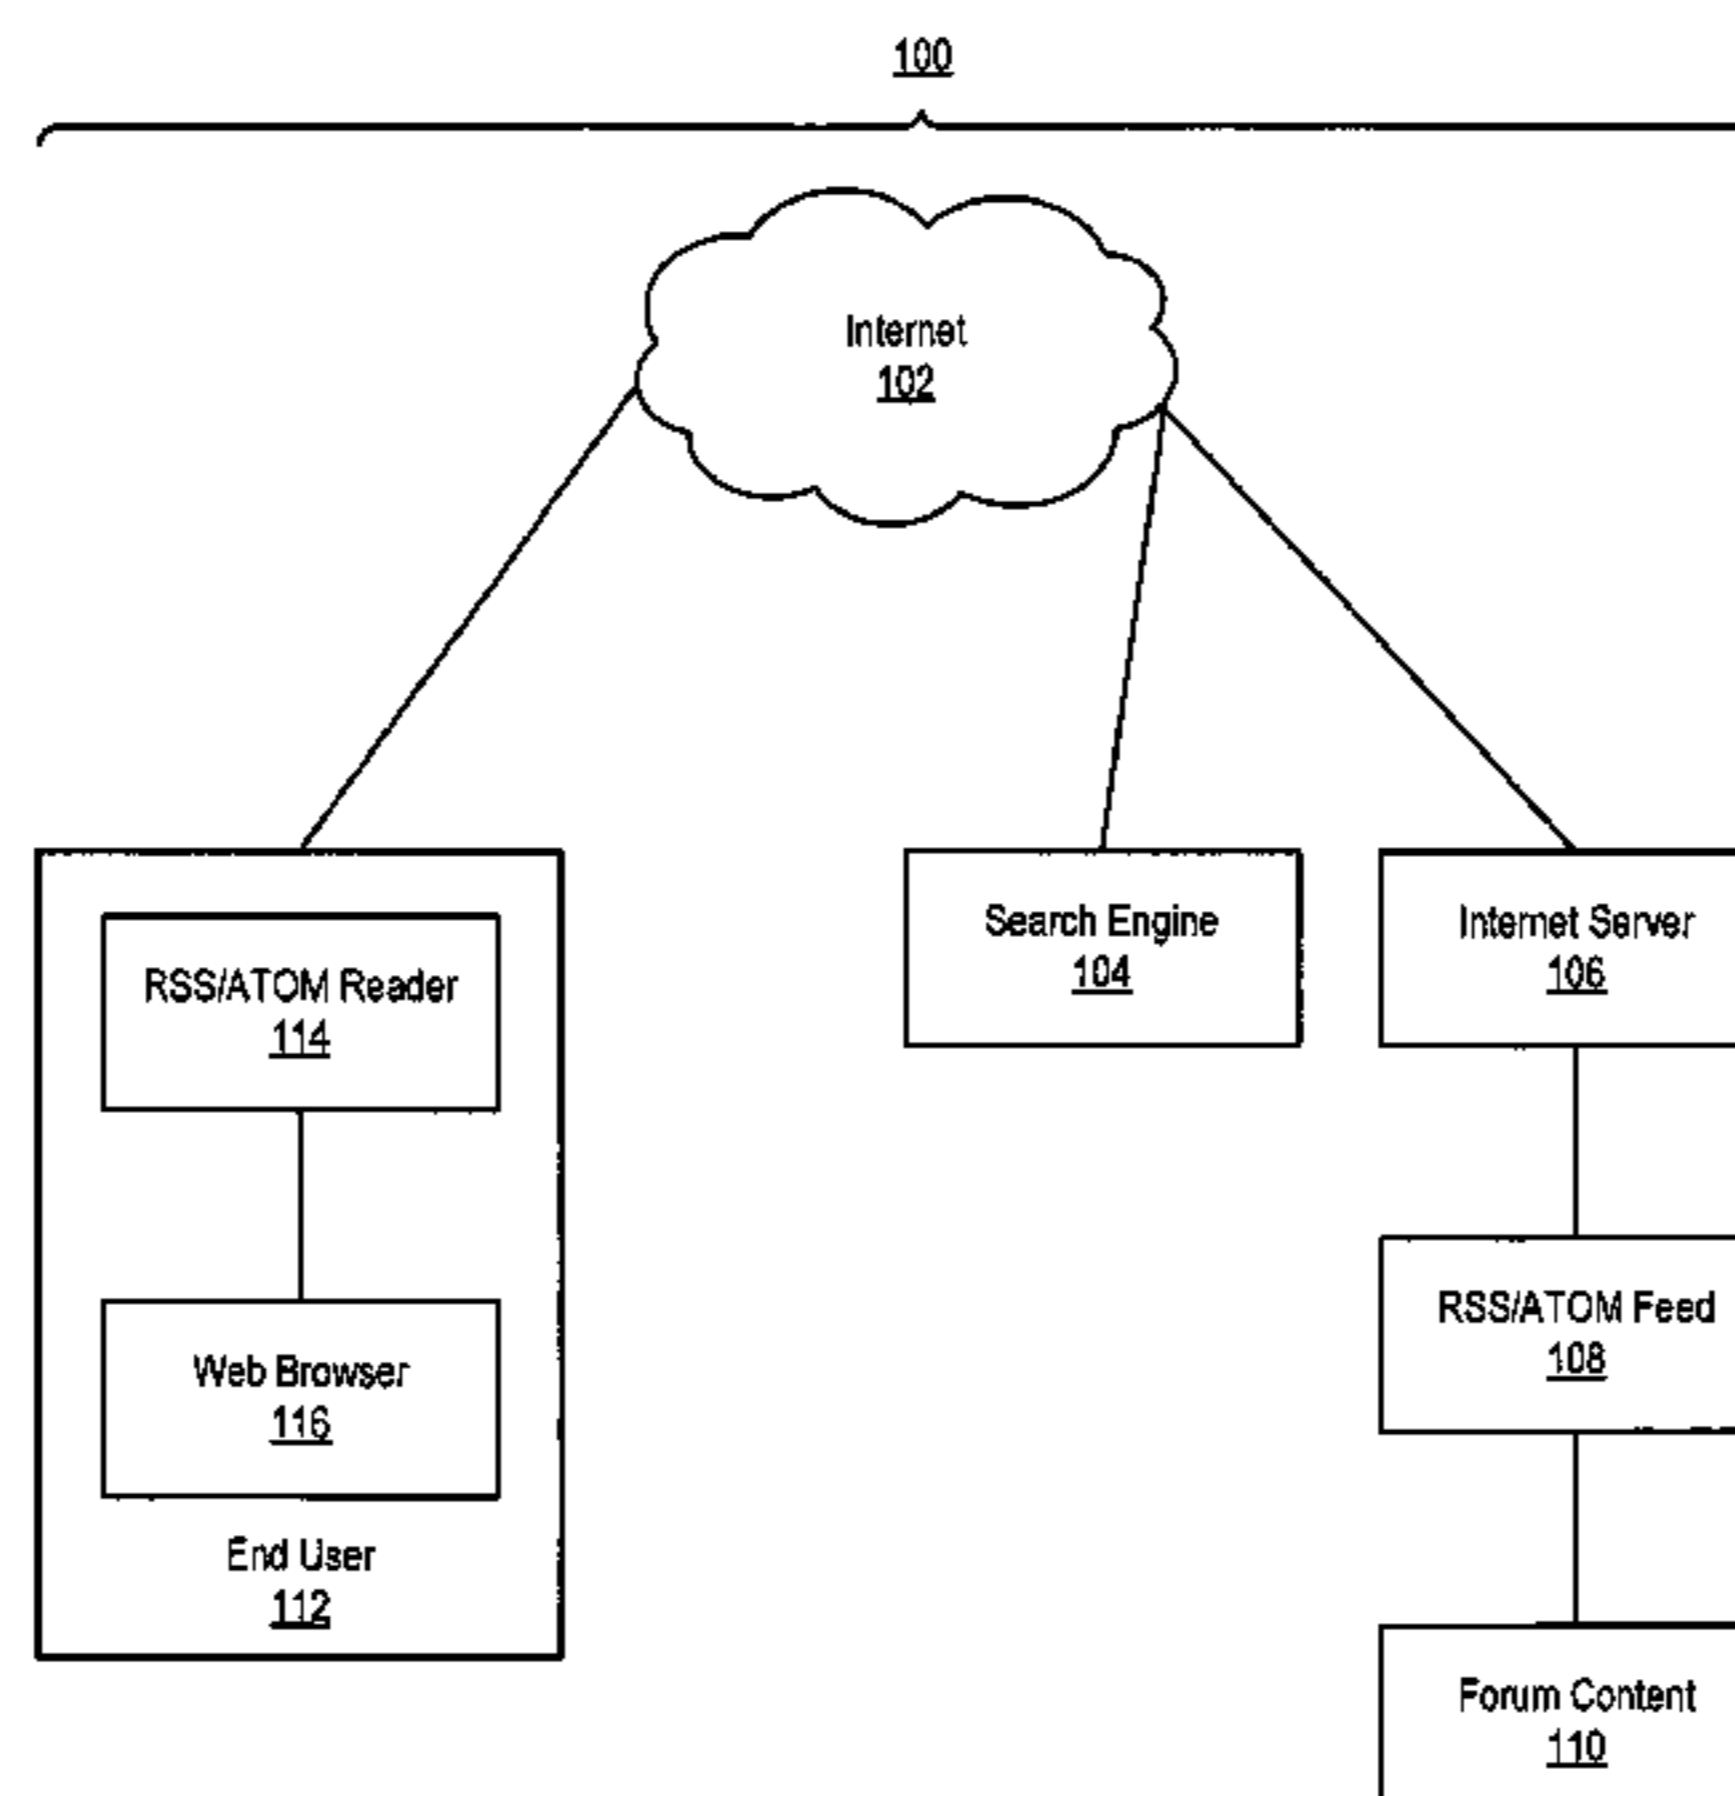 100
Internet
102
Search Engine
104
Internet Server
106
RSS/ATOM Reader
114
RSS/ATOM Feed
108
Web Browser
116
End User
112
Forum Content
110